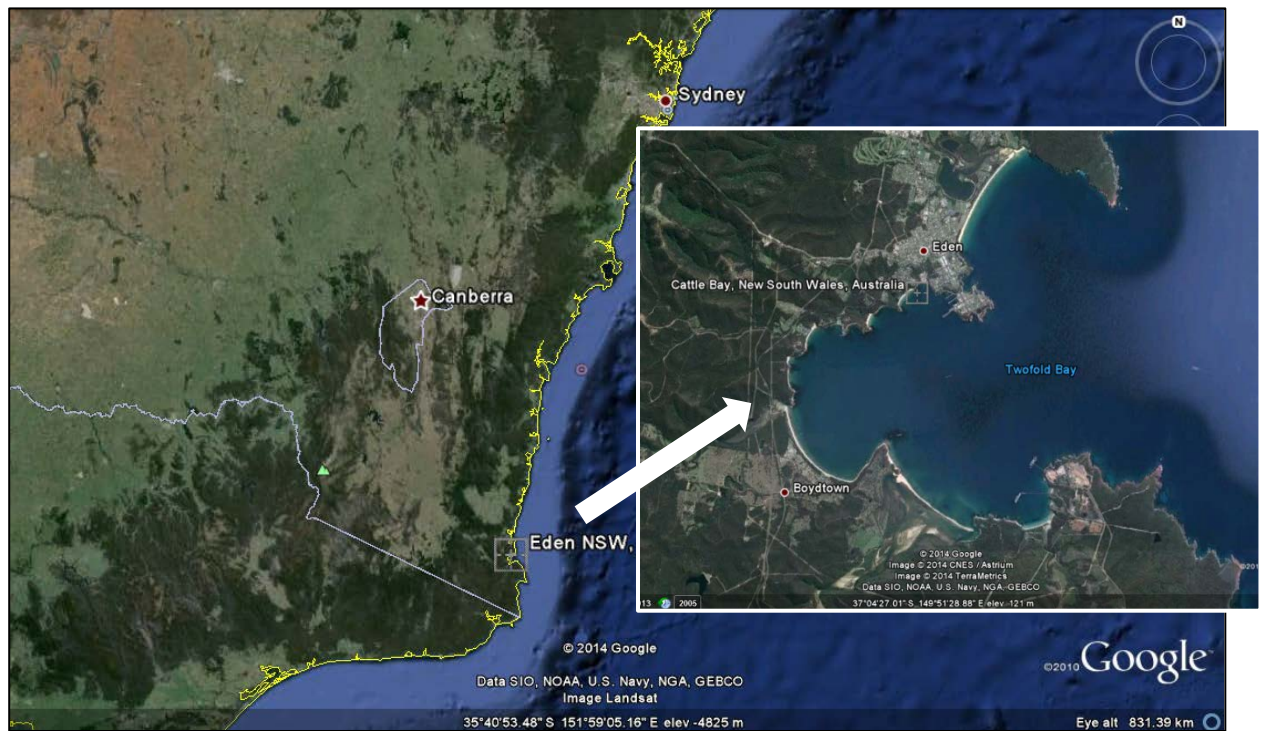 N
Sydney
Canberra
Eden NSW,
Eden
Cattle Bay, New South Wales, Australia
Twofold Bay
Boydtown
© 2014 Google
Image © 2014 CNES / Astrium
Image © 2014 TerraMetrics
Data SIO, NOAA, U.S. Navy, NGA, GEBCO
2005
37°04'27.01" S 149°51'28.88" E elev -121 m
© 2014 Google
Data SIO, NOAA, U.S. Navy, NGA, GEBCO
Image Landsat
©2010 Google
35°40'53.48" S 151°59'05.16" E elev -4825 m
Eye alt 831.39 km